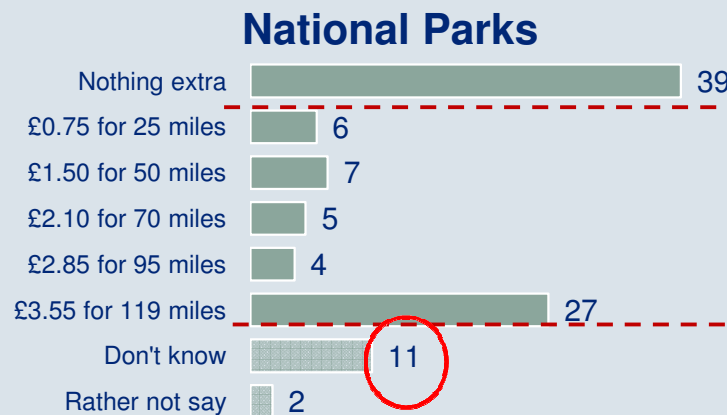 National Parks
Nothing extra 39
£0.75 for 25 miles 6
£1.50 for 50 miles 7
£2.10 for 70 miles 5
£2.85 for 95 miles 4
£3.55 for 119 miles 27
Don't know 11
Rather not say 2